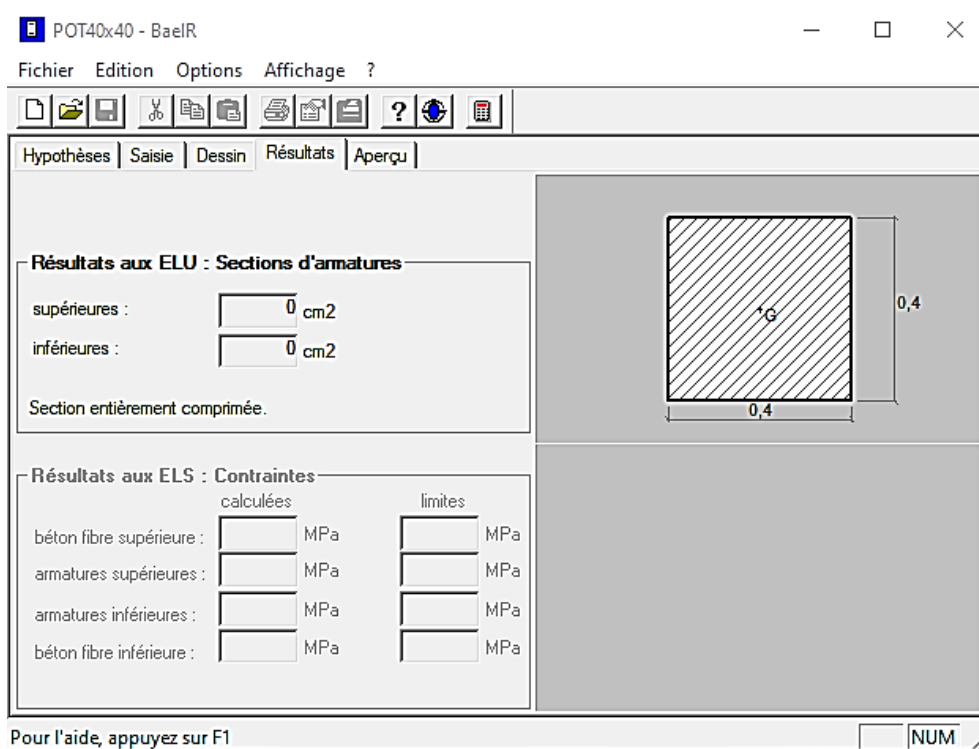 POT40x40 - BaelR
Fichier Edition Options Affichage ?
Hypothèses Saisie Dessin Résultats Aperçu
Résultats aux ELU : Sections d'armatures
supérieures : 0 cm2
inférieures : 0 cm2
Section entièrement comprimée.
G
0,4
0,4
Résultats aux ELS : Contraintes
calculées limites
béton fibre supérieure : MPa MPa
armatures supérieures : MPa MPa
armatures inférieures : MPa MPa
béton fibre inférieure : MPa MPa
Pour l'aide, appuyez sur F1 NUM